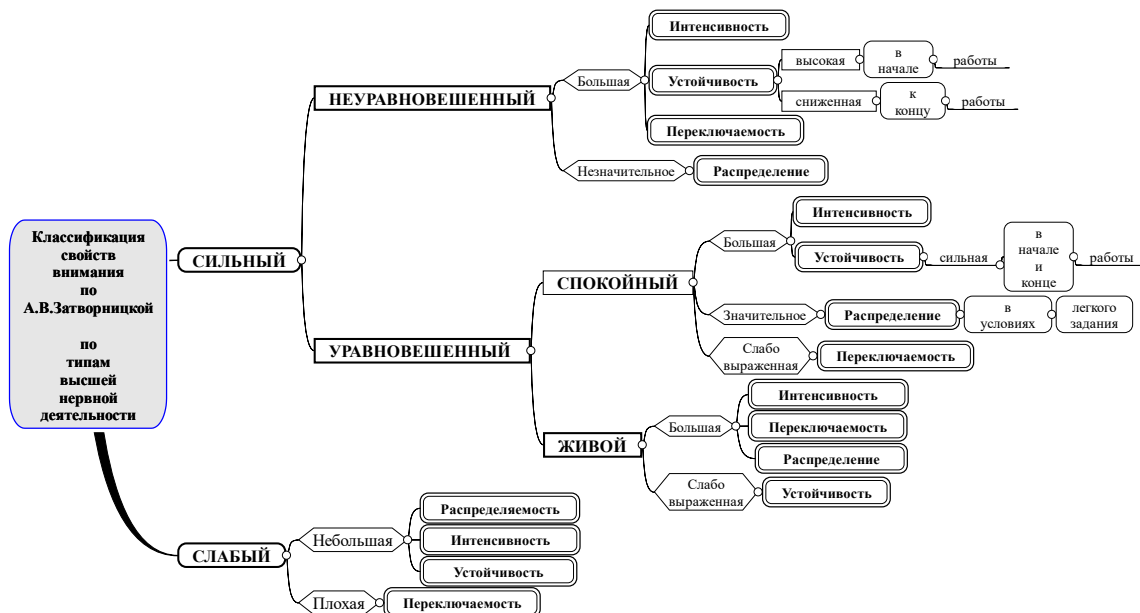 Классификация
свойств
внимания
по
А.В.Затворницкой
по
типам
высшей
нервной
деятельности
СИЛЬНЫЙ
НЕУРАВНОВЕШЕННЫЙ
Большая
Интенсивность
Устойчивость
высокая
в
начале
работы
сниженная
к
концу
работы
Переключаемость
Незначительное
Распределение
УРАВНОВЕШЕННЫЙ
СПОКОЙНЫЙ
Большая
Интенсивность
Устойчивость
сильная
в
начале
и
конце
работы
Значительное
Распределение
в
условиях
легкого
задания
Слабо
выраженная
Переключаемость
ЖИВОЙ
Большая
Интенсивность
Переключаемость
Распределение
Слабо
выраженная
Устойчивость
СЛАБЫЙ
Небольшая
Распределяемость
Интенсивность
Устойчивость
Плохая
Переключаемость